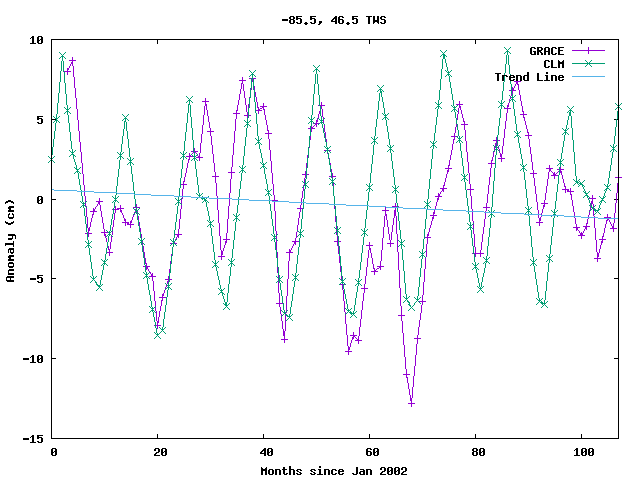 -85.5, 46.5 TWS
GRACE
CLM
Trend Line
10
5
0
-5
-10
-15
Anomaly (cm)
0 20 40 60 80 100
Months since Jan 2002